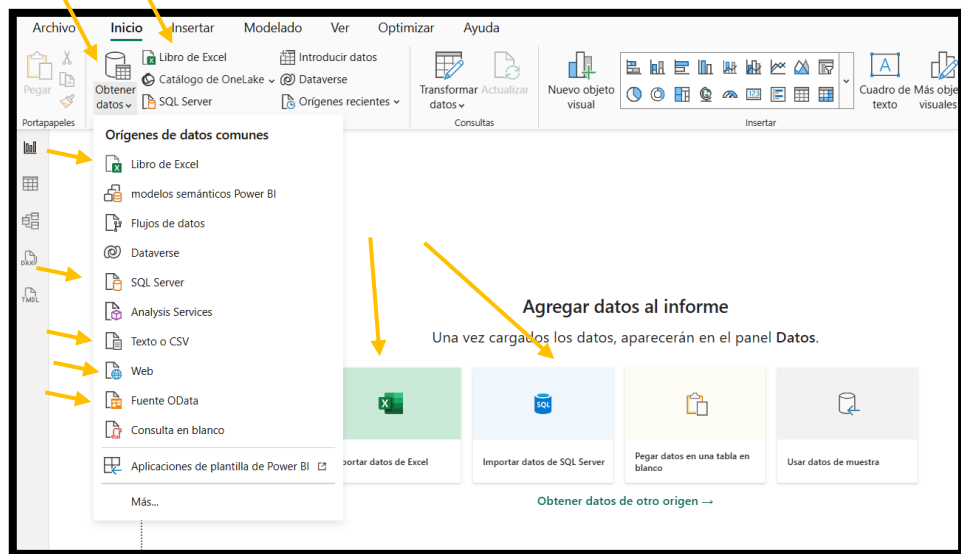 Archivo Inicio Insertar Modelado Ver Optimizar Ayuda
Pegar
Portapapeles
Obtener
datos
Libro de Excel
Catálogo de OneLake
SQL Server
Introducir datos
Dataverse
Orígenes recientes
Transformar
datos
Actualizar
Consultas
Nuevo objeto
visual
123
A
Cuadro de
texto
Más obje
visuales
Insertar
Orígenes de datos comunes
Libro de Excel
modelos semánticos Power BI
Flujos de datos
Dataverse
SQL Server
Analysis Services
Texto o CSV
Web
Fuente OData
Consulta en blanco
Aplicaciones de plantilla de Power BI
Más...
DAX
TMDL
Agregar datos al informe
Una vez cargados los datos, aparecerán en el panel Datos.
portar datos de Excel
SQL
Importar datos de SQL Server
Pegar datos en una tabla en
blanco
Usar datos de muestra
Obtener datos de otro origen →